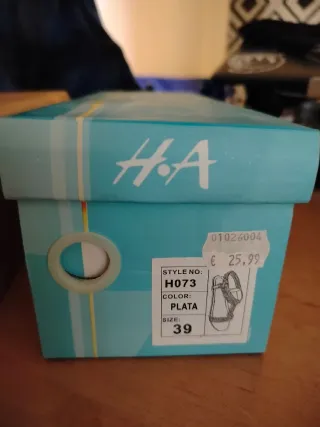 H.A
01026004
£ 25.99
STYLE NO:
H073
COLOR:
PLATA
SIZE:
39